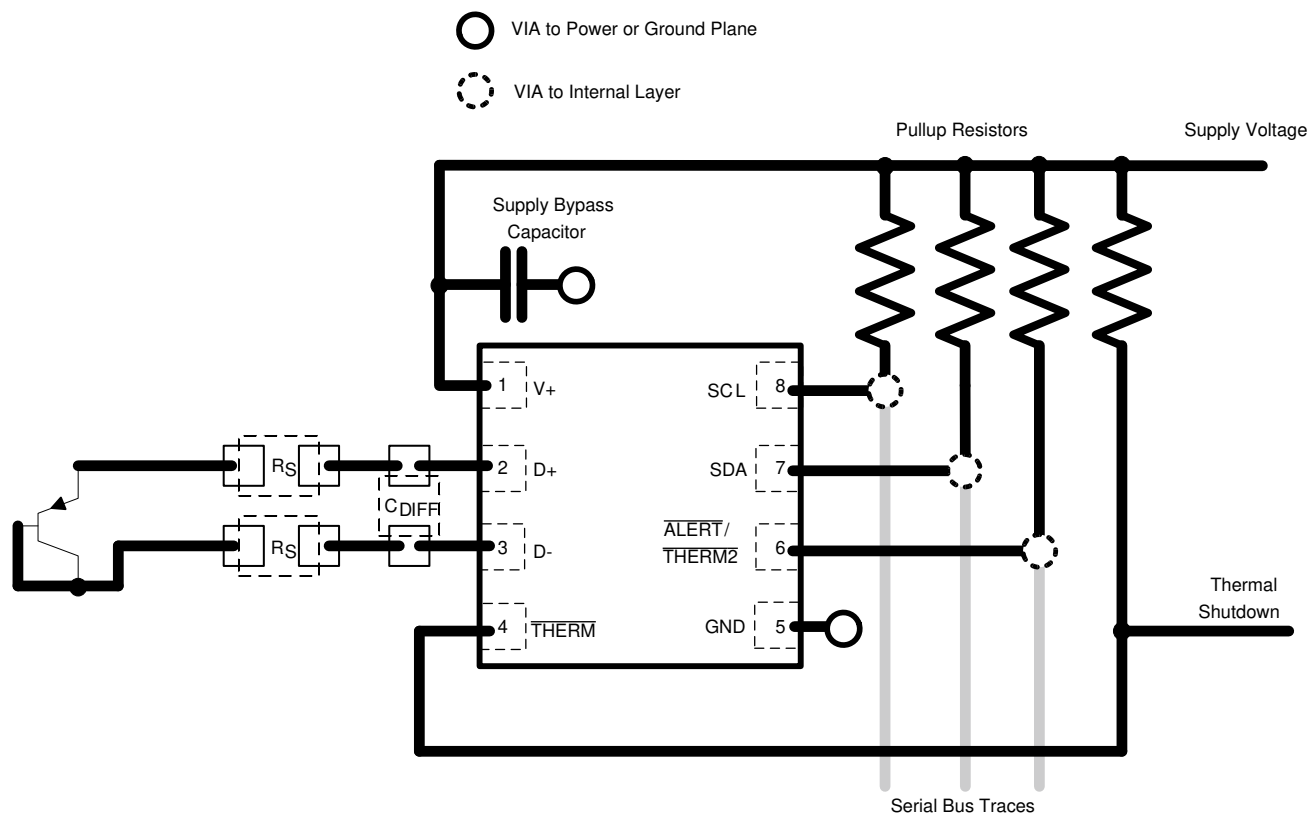 VIA to Power or Ground Plane
VIA to Internal Layer
Pullup Resistors
Supply Voltage
Supply Bypass
Capacitor
1 V+
SCL 8
RS
2 D+
SDA 7
CDIFF
RS
3 D-
ALERT/
THERM2
6
4 THERM
GND 5
Thermal
Shutdown
Serial Bus Traces